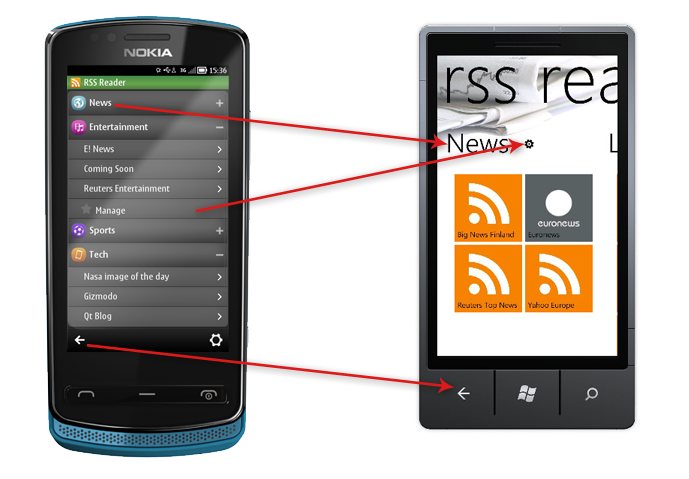 NOKIA
3G 15:36
RSS Reader
News
Entertainment
E! News
Coming Soon
Reuters Entertainment
Manage
Sports
Tech
Nasa image of the day
Gizmodo
Qt Blog
rss rea
News
L
Big News Finland
euronews
Euronews
Reuters Top News
Yahoo Europe